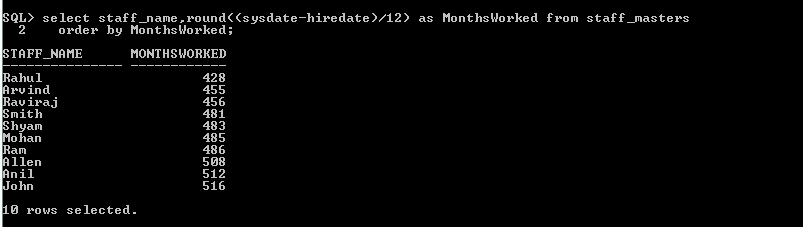 SQL> select staff_name,round((sysdate-hiredate)/12) as MonthsWorked from staff_masters
  2    order by MonthsWorked;
STAFF_NAME      MONTHSWORKED
--------------- ------------
Rahul                    428
Arvind                   455
Raviraj                  456
Smith                    481
Shyam                    483
Mohan                    485
Ram                      486
Allen                    508
Anil                     512
John                     516
10 rows selected.